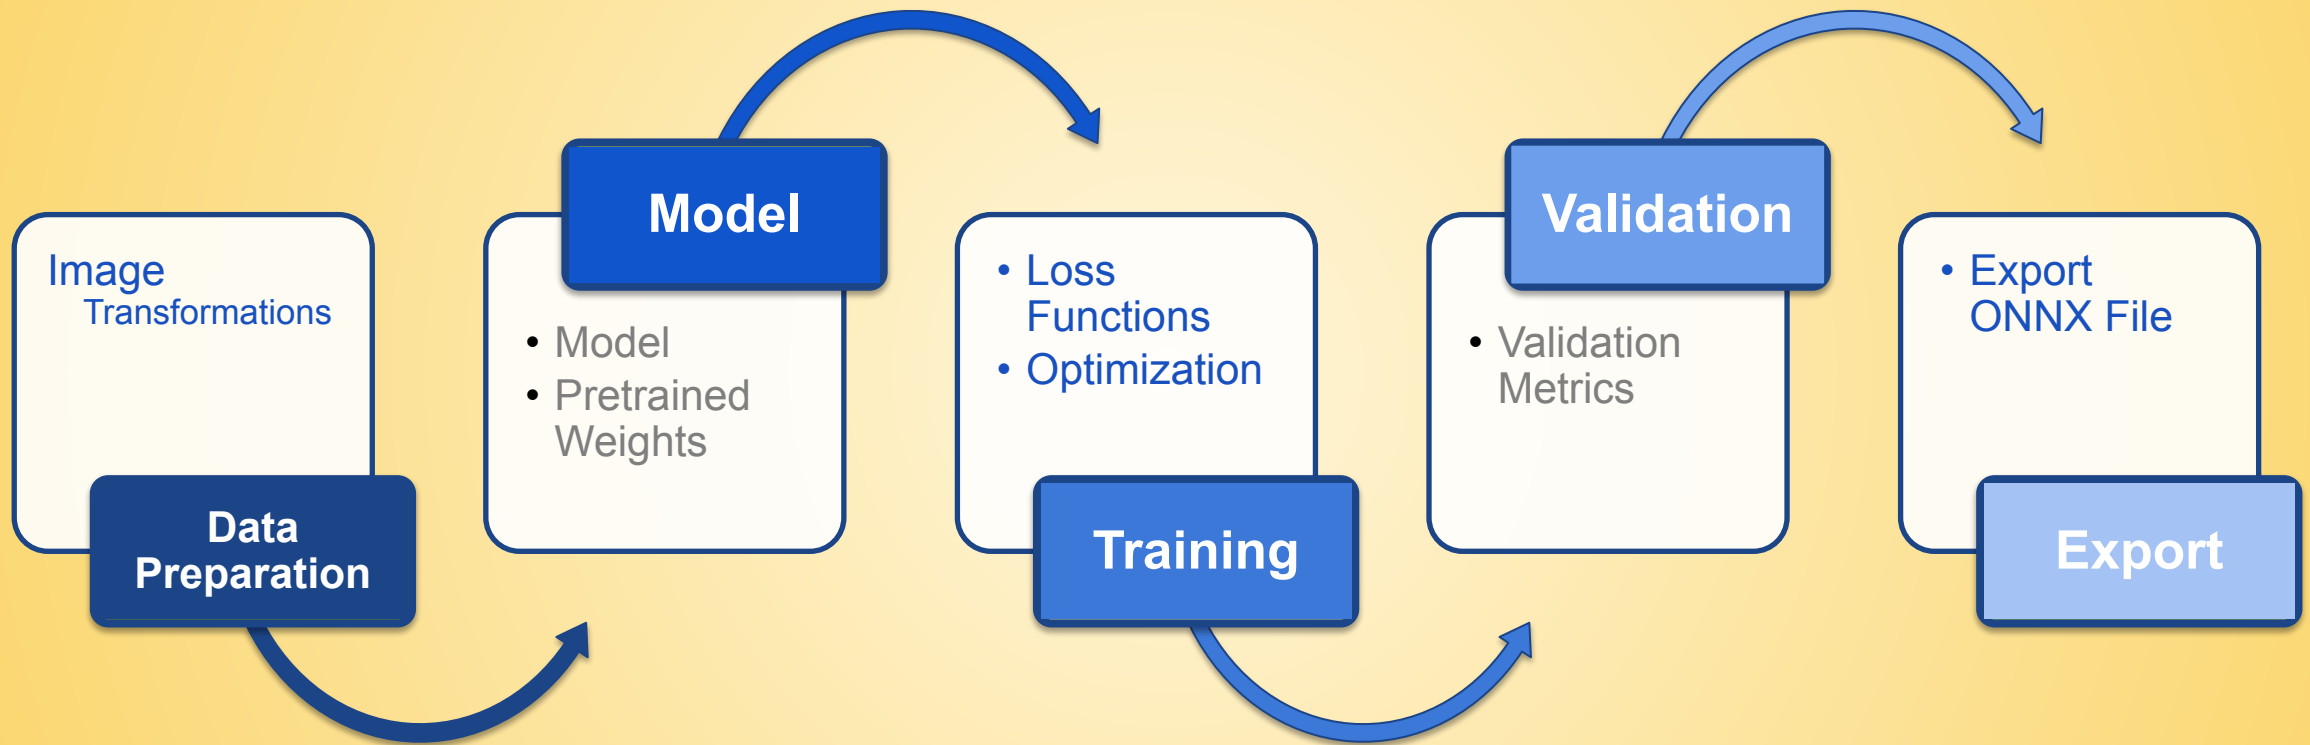 Image
Transformations
Data
Preparation
Model
• Model
• Pretrained
Weights
• Loss
Functions
• Optimization
Training
Validation
• Validation
Metrics
• Export
ONNX File
Export